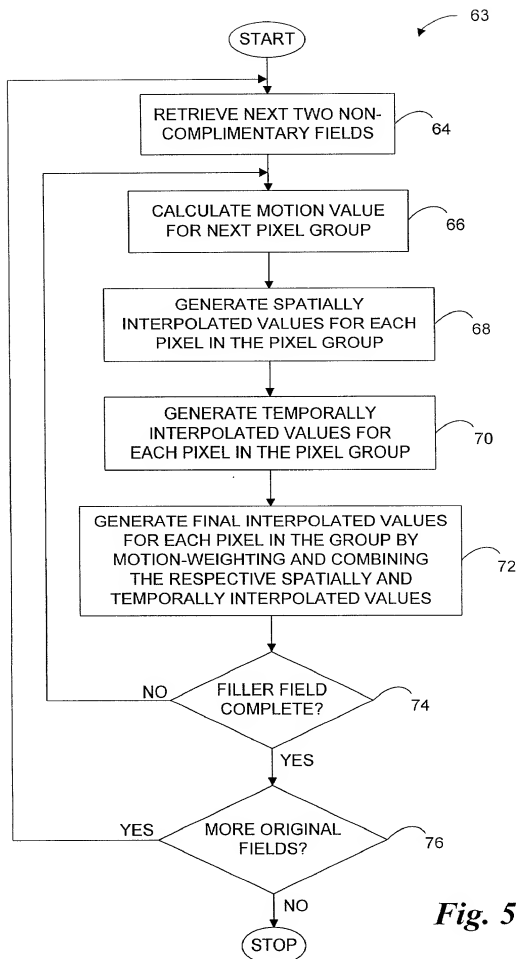 63
START
RETRIEVE NEXT TWO NON-
COMPLIMENTARY FIELDS
64
CALCULATE MOTION VALUE
FOR NEXT PIXEL GROUP
66
GENERATE SPATIALLY
INTERPOLATED VALUES FOR EACH
PIXEL IN THE PIXEL GROUP
68
GENERATE TEMPORALLY
INTERPOLATED VALUES FOR
EACH PIXEL IN THE PIXEL GROUP
70
GENERATE FINAL INTERPOLATED VALUES
FOR EACH PIXEL IN THE GROUP BY
MOTION-WEIGHTING AND COMBINING
THE RESPECTIVE SPATIALLY AND
TEMPORALLY INTERPOLATED VALUES
72
NO
FILLER FIELD
COMPLETE?
74
YES
YES
MORE ORIGINAL
FIELDS?
76
NO
STOP
Fig. 5